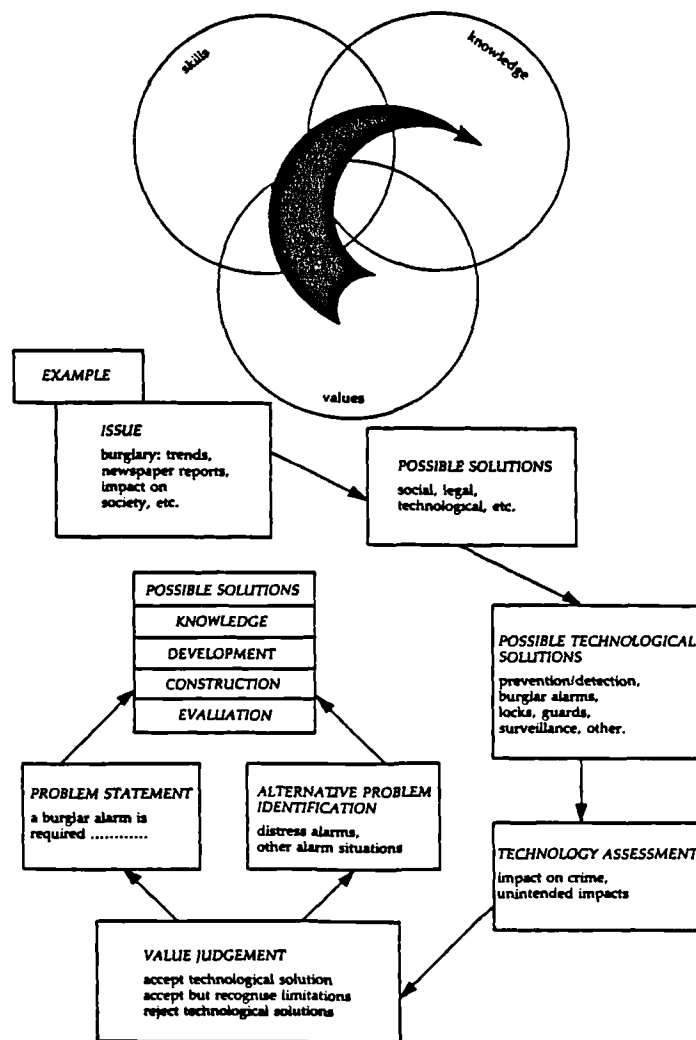 skills
knowledge
values
EXAMPLE
ISSUE
burglary: trends,
newspaper reports,
impact on
society, etc.
POSSIBLE SOLUTIONS
social, legal,
technological, etc.
POSSIBLE SOLUTIONS
KNOWLEDGE
DEVELOPMENT
CONSTRUCTION
EVALUATION
POSSIBLE TECHNOLOGICAL
SOLUTIONS
prevention/detection,
burglar alarms,
locks, guards,
surveillance, other.
PROBLEM STATEMENT
a burglar alarm is
required ............
ALTERNATIVE PROBLEM
IDENTIFICATION
distress alarms,
other alarm situations
TECHNOLOGY ASSESSMENT
impact on crime,
unintended impacts
VALUE JUDGEMENT
accept technological solution
accept but recognise limitations
reject technological solutions